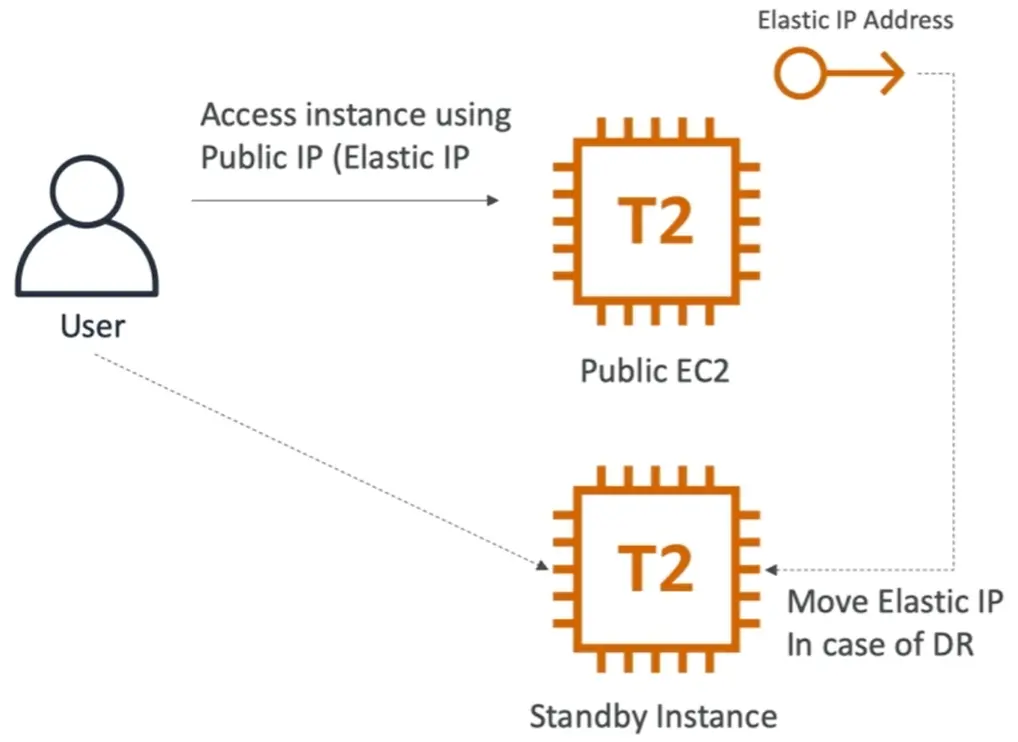 Elastic IP Address
Access instance using
Public IP (Elastic IP
T2
User
Public EC2
T2
Move Elastic IP
In case of DR
Standby Instance